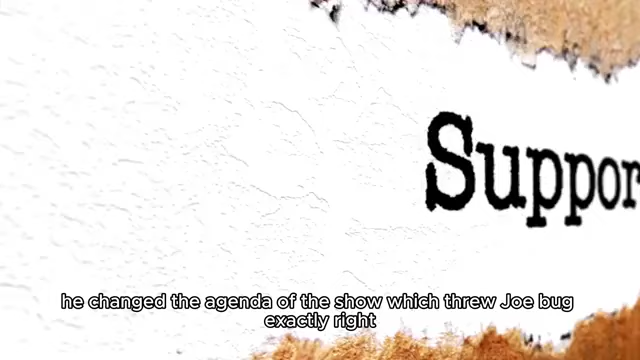 Suppor
he changed the agenda of the show which threw Joe bug
exactly right